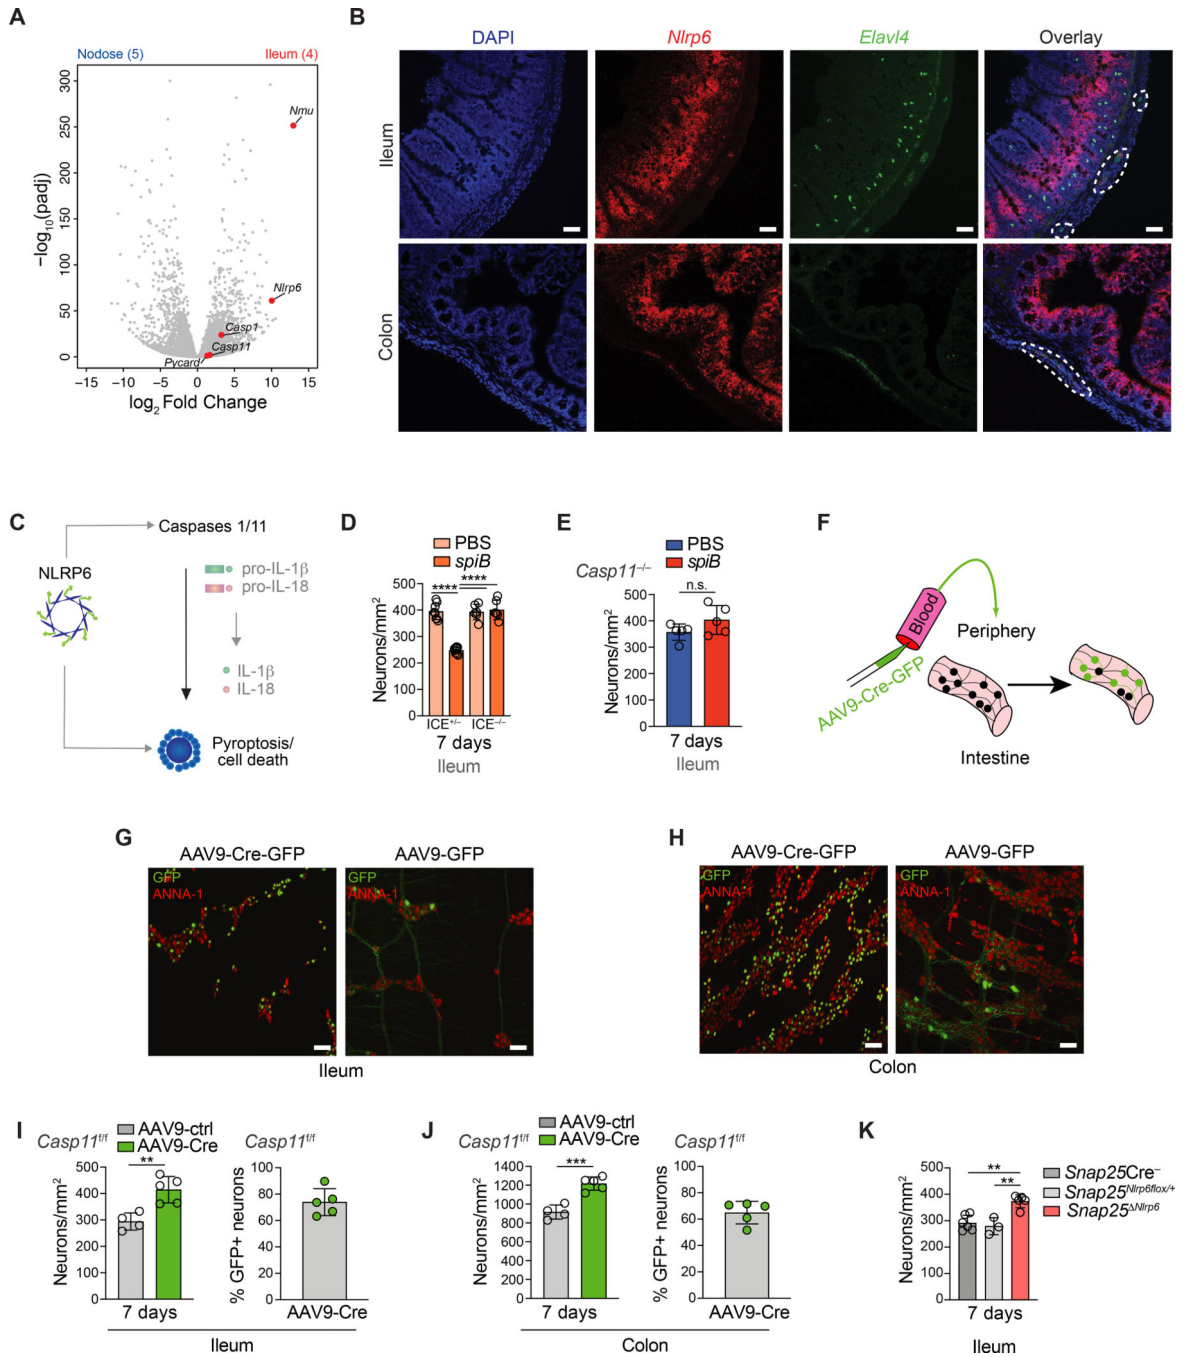 A
Nodose (5)
Ileum (4)
300
250
200
150
100
50
0
−log10(padj)
Nmu
Nlrp6
Casp1
Casp11
Pycard
−15
−10
−5
0
5
10
15
log2 Fold Change
B
DAPI
Nlrp6
Elavl4
Overlay
Ileum
Colon
C
NLRP6
Caspases 1/11
pro-IL-1β
pro-IL-18
IL-1β
IL-18
Pyroptosis/
cell death
D
PBS
spiB
Neurons/mm2
500
400
300
200
100
0
****
****
ICE+/−
ICE−/−
7 days
Ileum
E
PBS
spiB
Casp11−/−
n.s.
Neurons/mm2
500
400
300
200
100
0
7 days
Ileum
F
Blood
AAV9-Cre-GFP
Periphery
Intestine
G
AAV9-Cre-GFP
AAV9-GFP
GFP
ANNA-1
GFP
ANNA-1
Ileum
H
AAV9-Cre-GFP
AAV9-GFP
GFP
ANNA-1
GFP
ANNA-1
Colon
I
Casp11f/f
AAV9-ctrl
AAV9-Cre
**
Neurons/mm2
500
400
300
200
100
0
7 days
Casp11f/f
% GFP+ neurons
100
80
60
40
20
0
AAV9-Cre
Ileum
J
Casp11f/f
AAV9-ctrl
AAV9-Cre
***
Neurons/mm2
1400
1200
1000
800
600
400
200
0
7 days
Casp11f/f
% GFP+ neurons
100
80
60
40
20
0
AAV9-Cre
Colon
K
Neurons/mm2
500
400
300
200
100
0
**
**
Snap25Cre−
Snap25Nlrp6flox/+
Snap25ΔNlrp6
Ileum